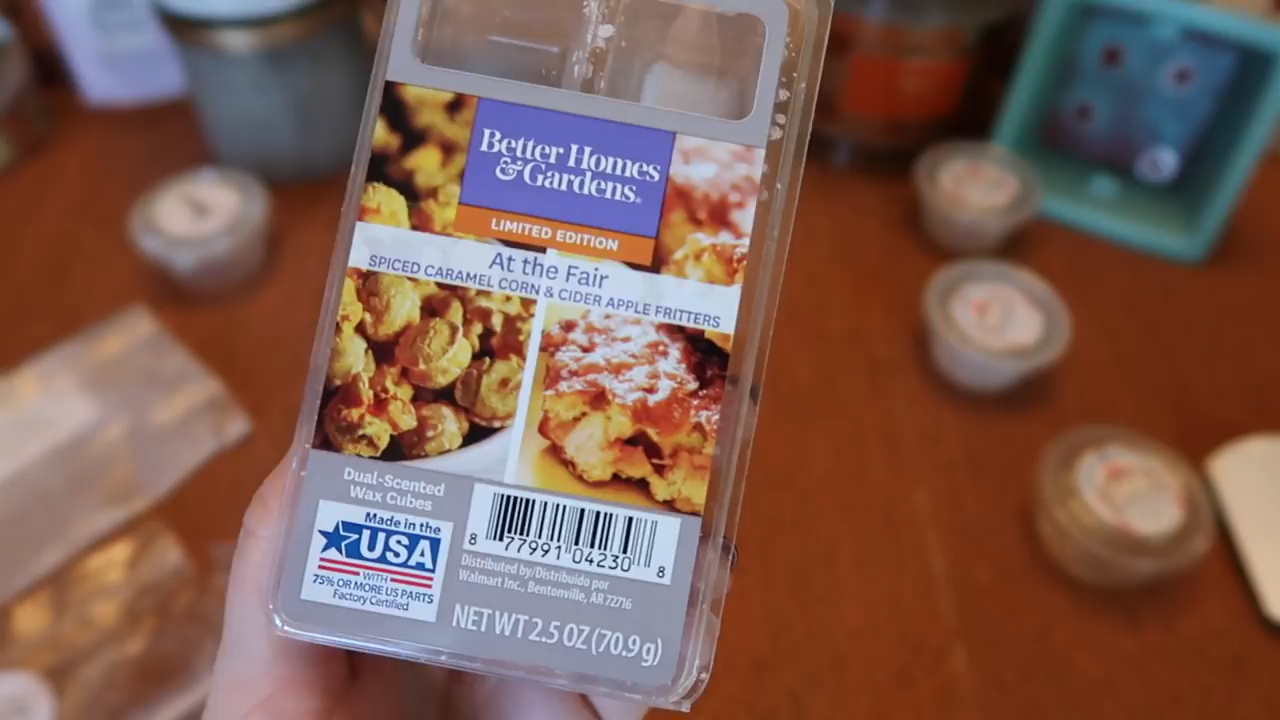 Better Homes
& Gardens®
LIMITED EDITION
At the Fair
SPICED CARAMEL CORN & CIDER APPLE FRITTERS
Dual-Scented
Wax Cubes
Made in the
USA
WITH
75% OR MORE US PARTS
Factory Certified
8 77991 04230 8
Distributed by/Distribuido por
Walmart Inc., Bentonville, AR 72716
NET WT 2.5 OZ (70.9 g)